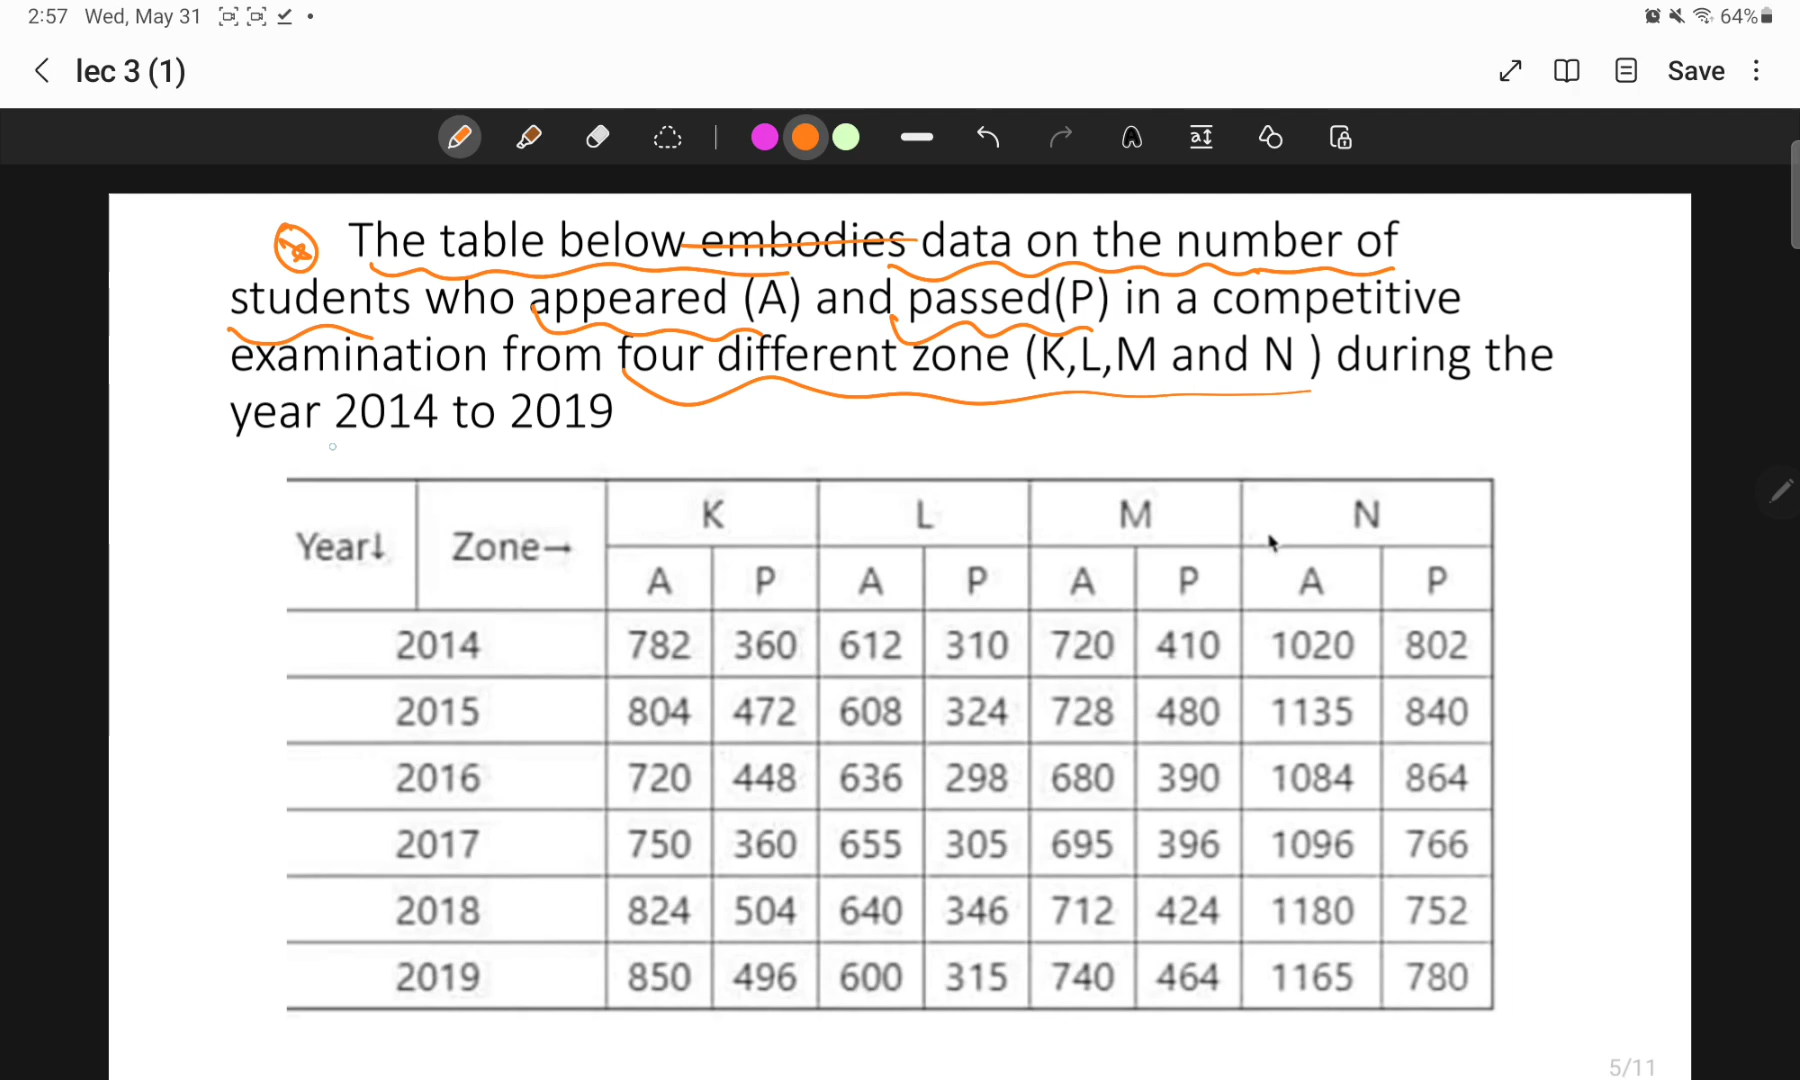 2:57 Wed, May 31
64%
lec 3 (1)
Save
The table below embodies data on the number of
students who appeared (A) and passed(P) in a competitive
examination from four different zone (K,L,M and N ) during the
year 2014 to 2019
Year↓ Zone→ K L M N
A P A P A P A P
2014 782 360 612 310 720 410 1020 802
2015 804 472 608 324 728 480 1135 840
2016 720 448 636 298 680 390 1084 864
2017 750 360 655 305 695 396 1096 766
2018 824 504 640 346 712 424 1180 752
2019 850 496 600 315 740 464 1165 780
5/11